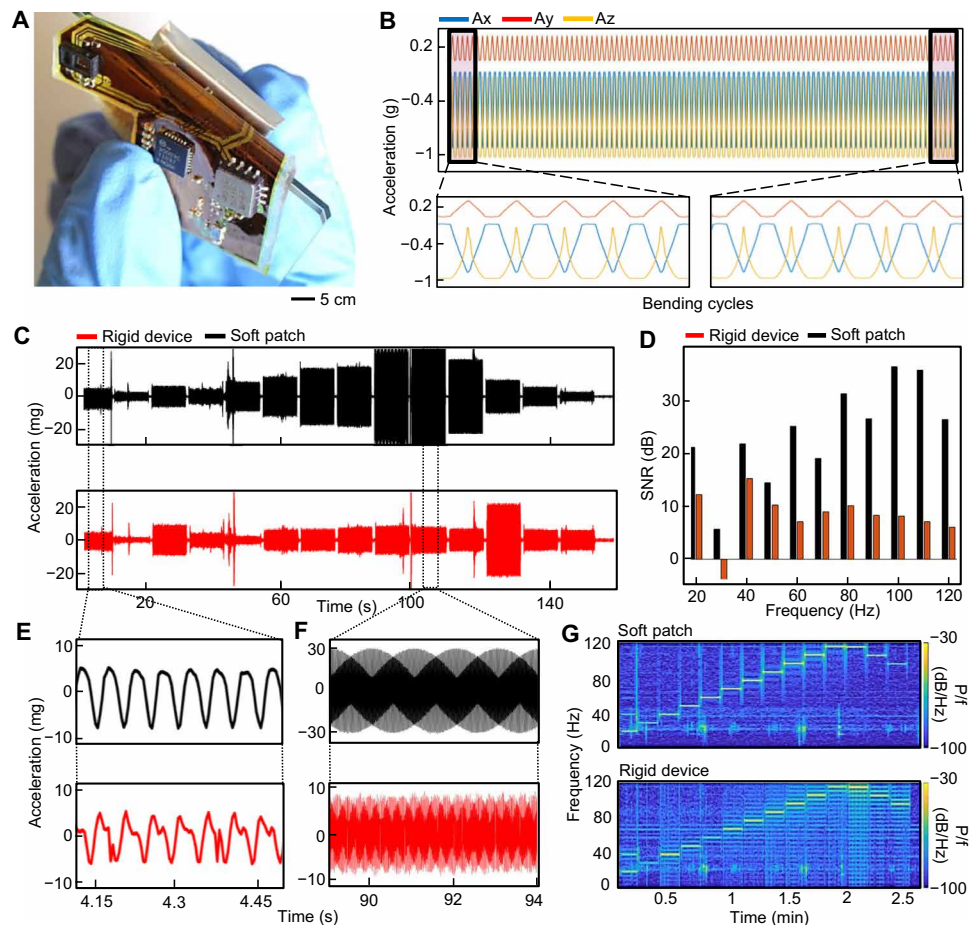 A
5 cm
B
Ax Ay Az
Acceleration (g)
0.2
−0.4
−1
0.2
−0.4
−1
Bending cycles
C
Rigid device Soft patch
Acceleration (mg)
20
0
−20
20
0
−20
20 60 100 140
Time (s)
D
Rigid device Soft patch
SNR (dB)
30
20
10
0
20 40 60 80 100 120
Frequency (Hz)
E
Acceleration (mg)
10
0
−10
10
0
−10
4.15 4.3 4.45
F
30
0
−30
10
0
−10
90 92 94
Time (s)
G
Soft patch
120
80
40
0
−30
P/f
(dB/Hz)
−100
Rigid device
120
80
40
0
−30
P/f
(dB/Hz)
−100
Frequency (Hz)
0.5 1 1.5 2 2.5
Time (min)